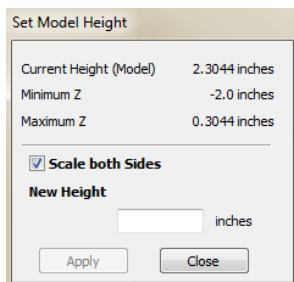 Set Model Height
Current Height (Model) 2.3044 inches
Minimum Z -2.0 inches
Maximum Z 0.3044 inches
Scale both Sides
New Height
inches
Apply Close